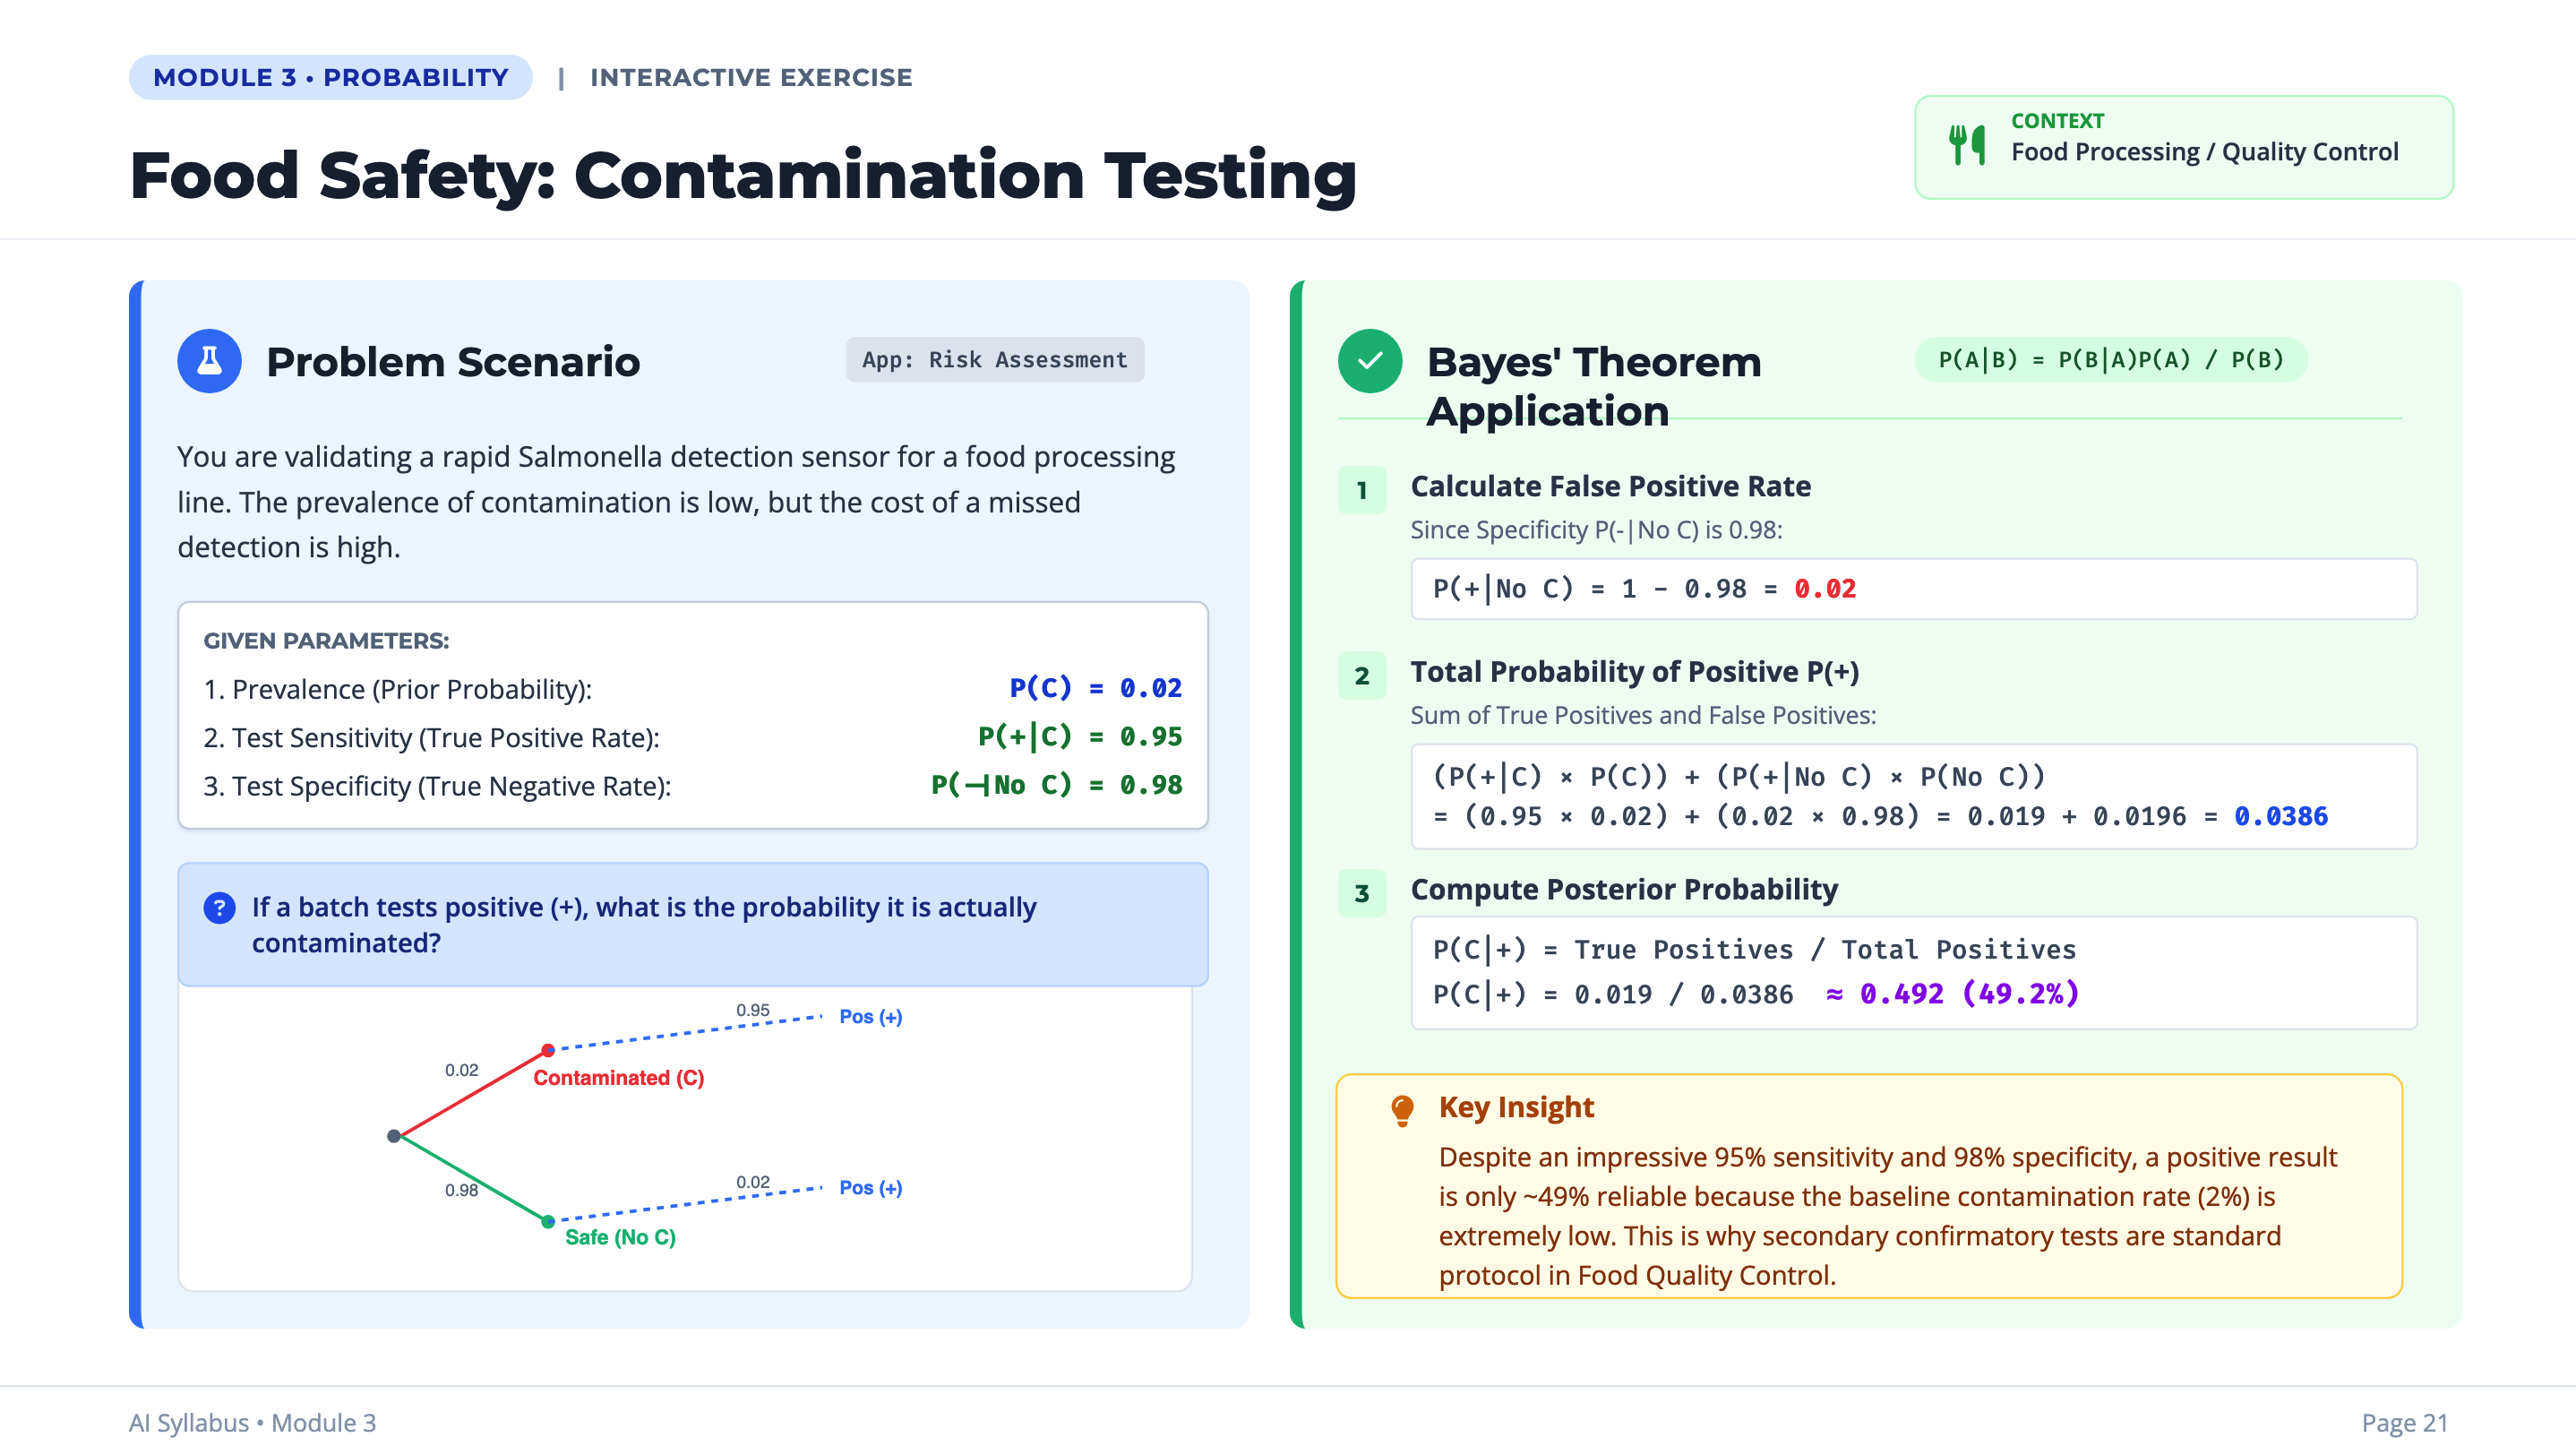 MODULE 3 • PROBABILITY | INTERACTIVE EXERCISE
Food Safety: Contamination Testing
CONTEXT
Food Processing / Quality Control
Problem Scenario
App: Risk Assessment
You are validating a rapid Salmonella detection sensor for a food processing
line. The prevalence of contamination is low, but the cost of a missed
detection is high.
GIVEN PARAMETERS:
1. Prevalence (Prior Probability): P(C) = 0.02
2. Test Sensitivity (True Positive Rate): P(+|C) = 0.95
3. Test Specificity (True Negative Rate): P(-|No C) = 0.98
? If a batch tests positive (+), what is the probability it is actually
contaminated?
0.95
Pos (+)
0.02
Contaminated (C)
0.98
0.02
Pos (+)
Safe (No C)
Bayes' Theorem
Application
P(A|B) = P(B|A)P(A) / P(B)
1 Calculate False Positive Rate
Since Specificity P(-|No C) is 0.98:
P(+|No C) = 1 - 0.98 = 0.02
2 Total Probability of Positive P(+)
Sum of True Positives and False Positives:
(P(+|C) × P(C)) + (P(+|No C) × P(No C))
= (0.95 × 0.02) + (0.02 × 0.98) = 0.019 + 0.0196 = 0.0386
3 Compute Posterior Probability
P(C|+) = True Positives / Total Positives
P(C|+) = 0.019 / 0.0386 ≈ 0.492 (49.2%)
Key Insight
Despite an impressive 95% sensitivity and 98% specificity, a positive result
is only ~49% reliable because the baseline contamination rate (2%) is
extremely low. This is why secondary confirmatory tests are standard
protocol in Food Quality Control.
AI Syllabus • Module 3
Page 21